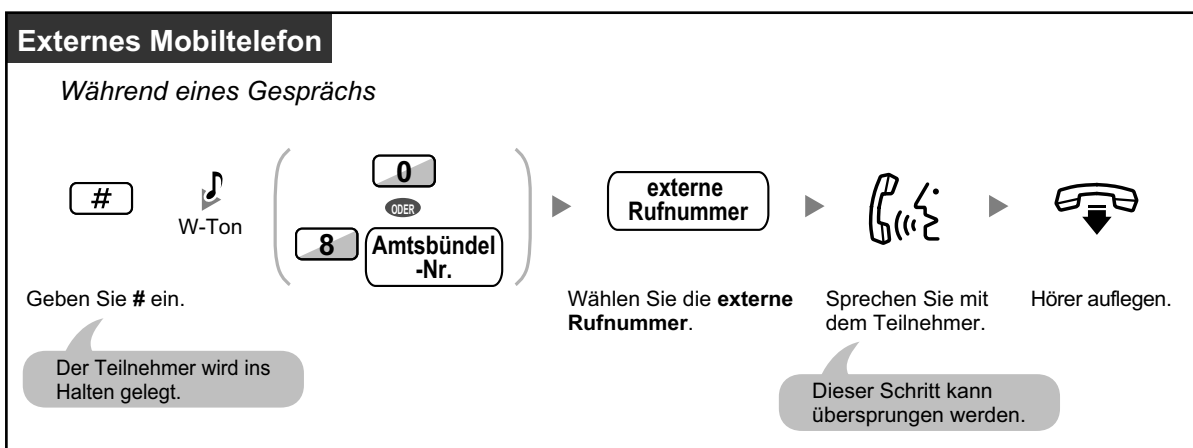 Externes Mobiltelefon
Während eines Gesprächs
#
W-Ton
0
ODER
8
Amtsbündel
-Nr.
externe
Rufnummer
Geben Sie # ein.
Der Teilnehmer wird ins
Halten gelegt.
Wählen Sie die externe
Rufnummer.
Sprechen Sie mit
dem Teilnehmer.
Dieser Schritt kann
übersprungen werden.
Hörer auflegen.